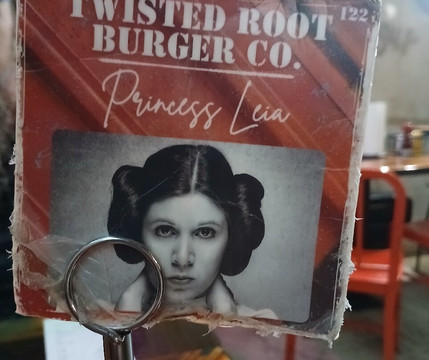 TWISTED ROOT
122
BURGER CO.
Princess Leia